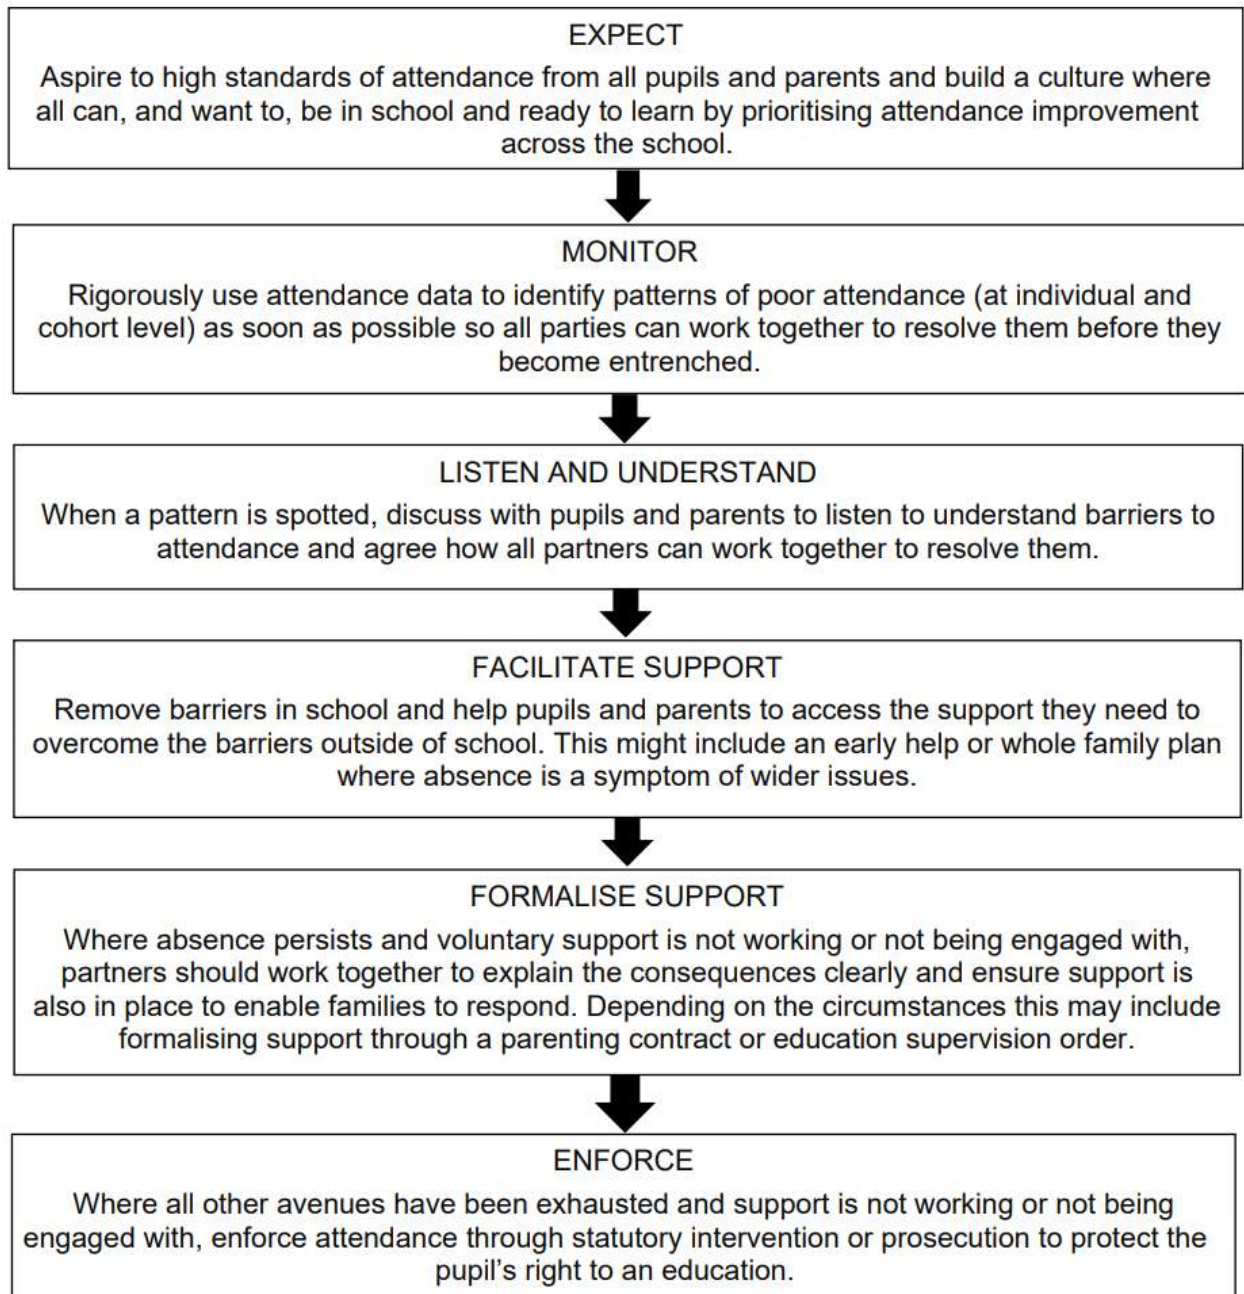 EXPECT
Aspire to high standards of attendance from all pupils and parents and build a culture where
all can, and want to, be in school and ready to learn by prioritising attendance improvement
across the school.
MONITOR
Rigorously use attendance data to identify patterns of poor attendance (at individual and
cohort level) as soon as possible so all parties can work together to resolve them before they
become entrenched.
LISTEN AND UNDERSTAND
When a pattern is spotted, discuss with pupils and parents to listen to understand barriers to
attendance and agree how all partners can work together to resolve them.
FACILITATE SUPPORT
Remove barriers in school and help pupils and parents to access the support they need to
overcome the barriers outside of school. This might include an early help or whole family plan
where absence is a symptom of wider issues.
FORMALISE SUPPORT
Where absence persists and voluntary support is not working or not being engaged with,
partners should work together to explain the consequences clearly and ensure support is
also in place to enable families to respond. Depending on the circumstances this may include
formalising support through a parenting contract or education supervision order.
ENFORCE
Where all other avenues have been exhausted and support is not working or not being
engaged with, enforce attendance through statutory intervention or prosecution to protect the
pupil’s right to an education.